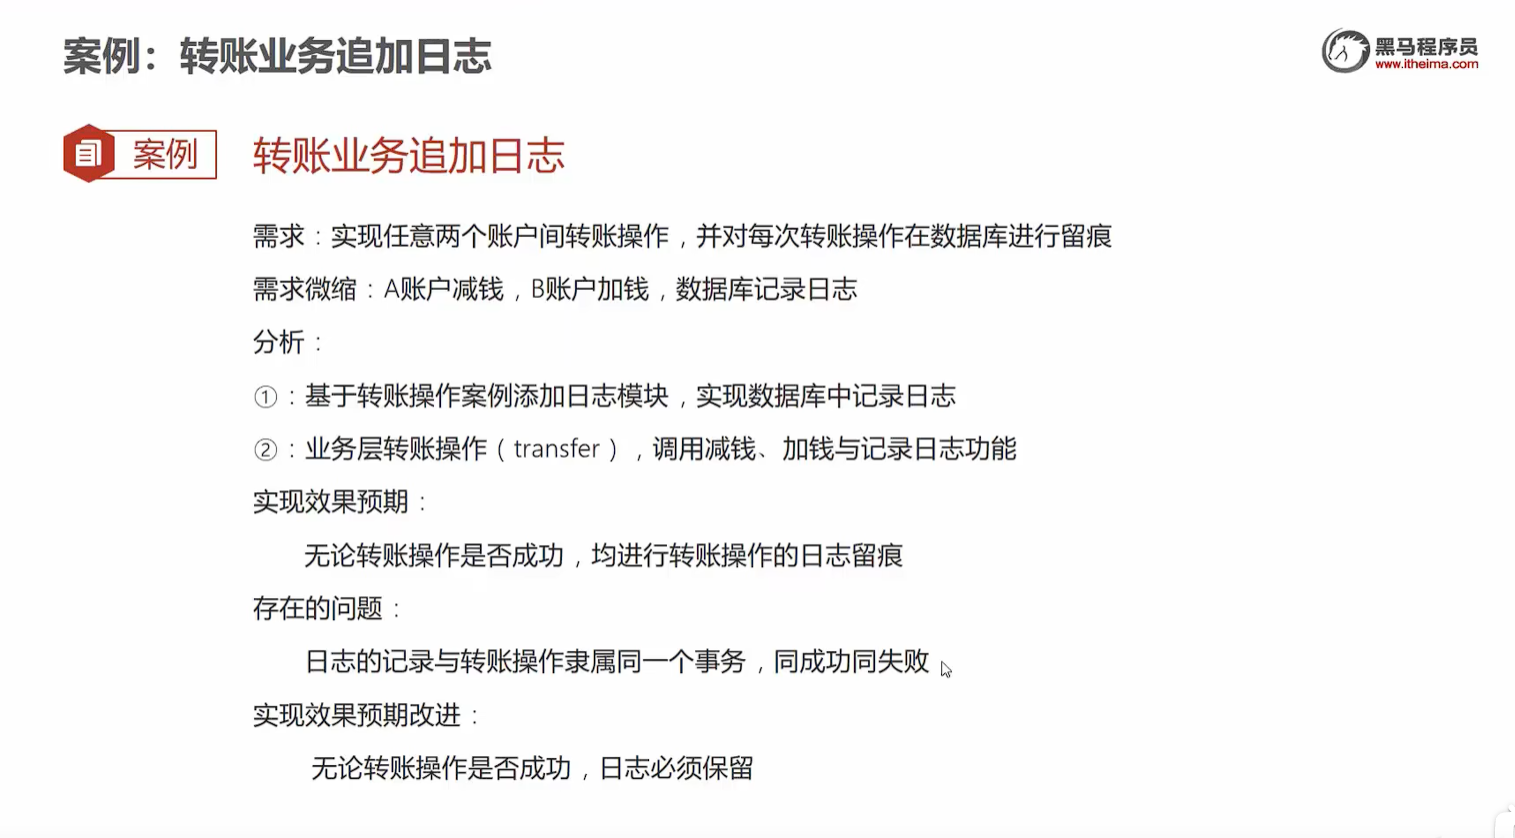 案例：转账业务追加日志
黑马程序员
www.itheima.com
案例
转账业务追加日志
需求：实现任意两个账户间转账操作，并对每次转账操作在数据库进行留痕
需求微缩：A账户减钱，B账户加钱，数据库记录日志
分析：
①：基于转账操作案例添加日志模块，实现数据库中记录日志
②：业务层转账操作（transfer），调用减钱、加钱与记录日志功能
实现效果预期：
无论转账操作是否成功，均进行转账操作的日志留痕
存在的问题：
日志的记录与转账操作隶属同一个事务，同成功同失败
实现效果预期改进：
无论转账操作是否成功，日志必须保留